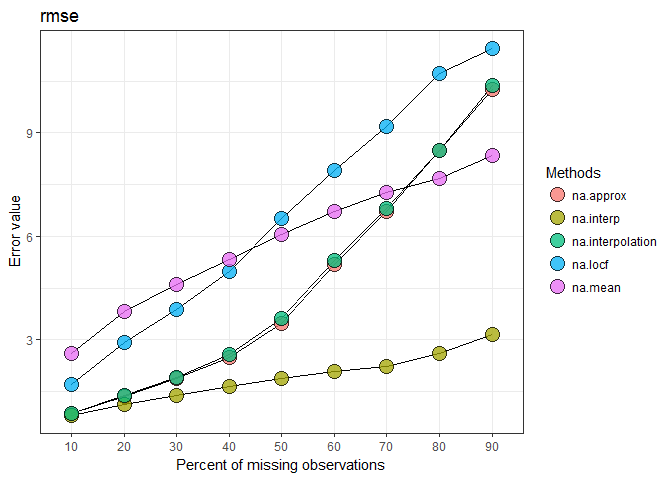 rmse
Error value
9
6
3
10 20 30 40 50 60 70 80 90
Percent of missing observations
Methods
na.approx
na.interp
na.interpolation
na.locf
na.mean